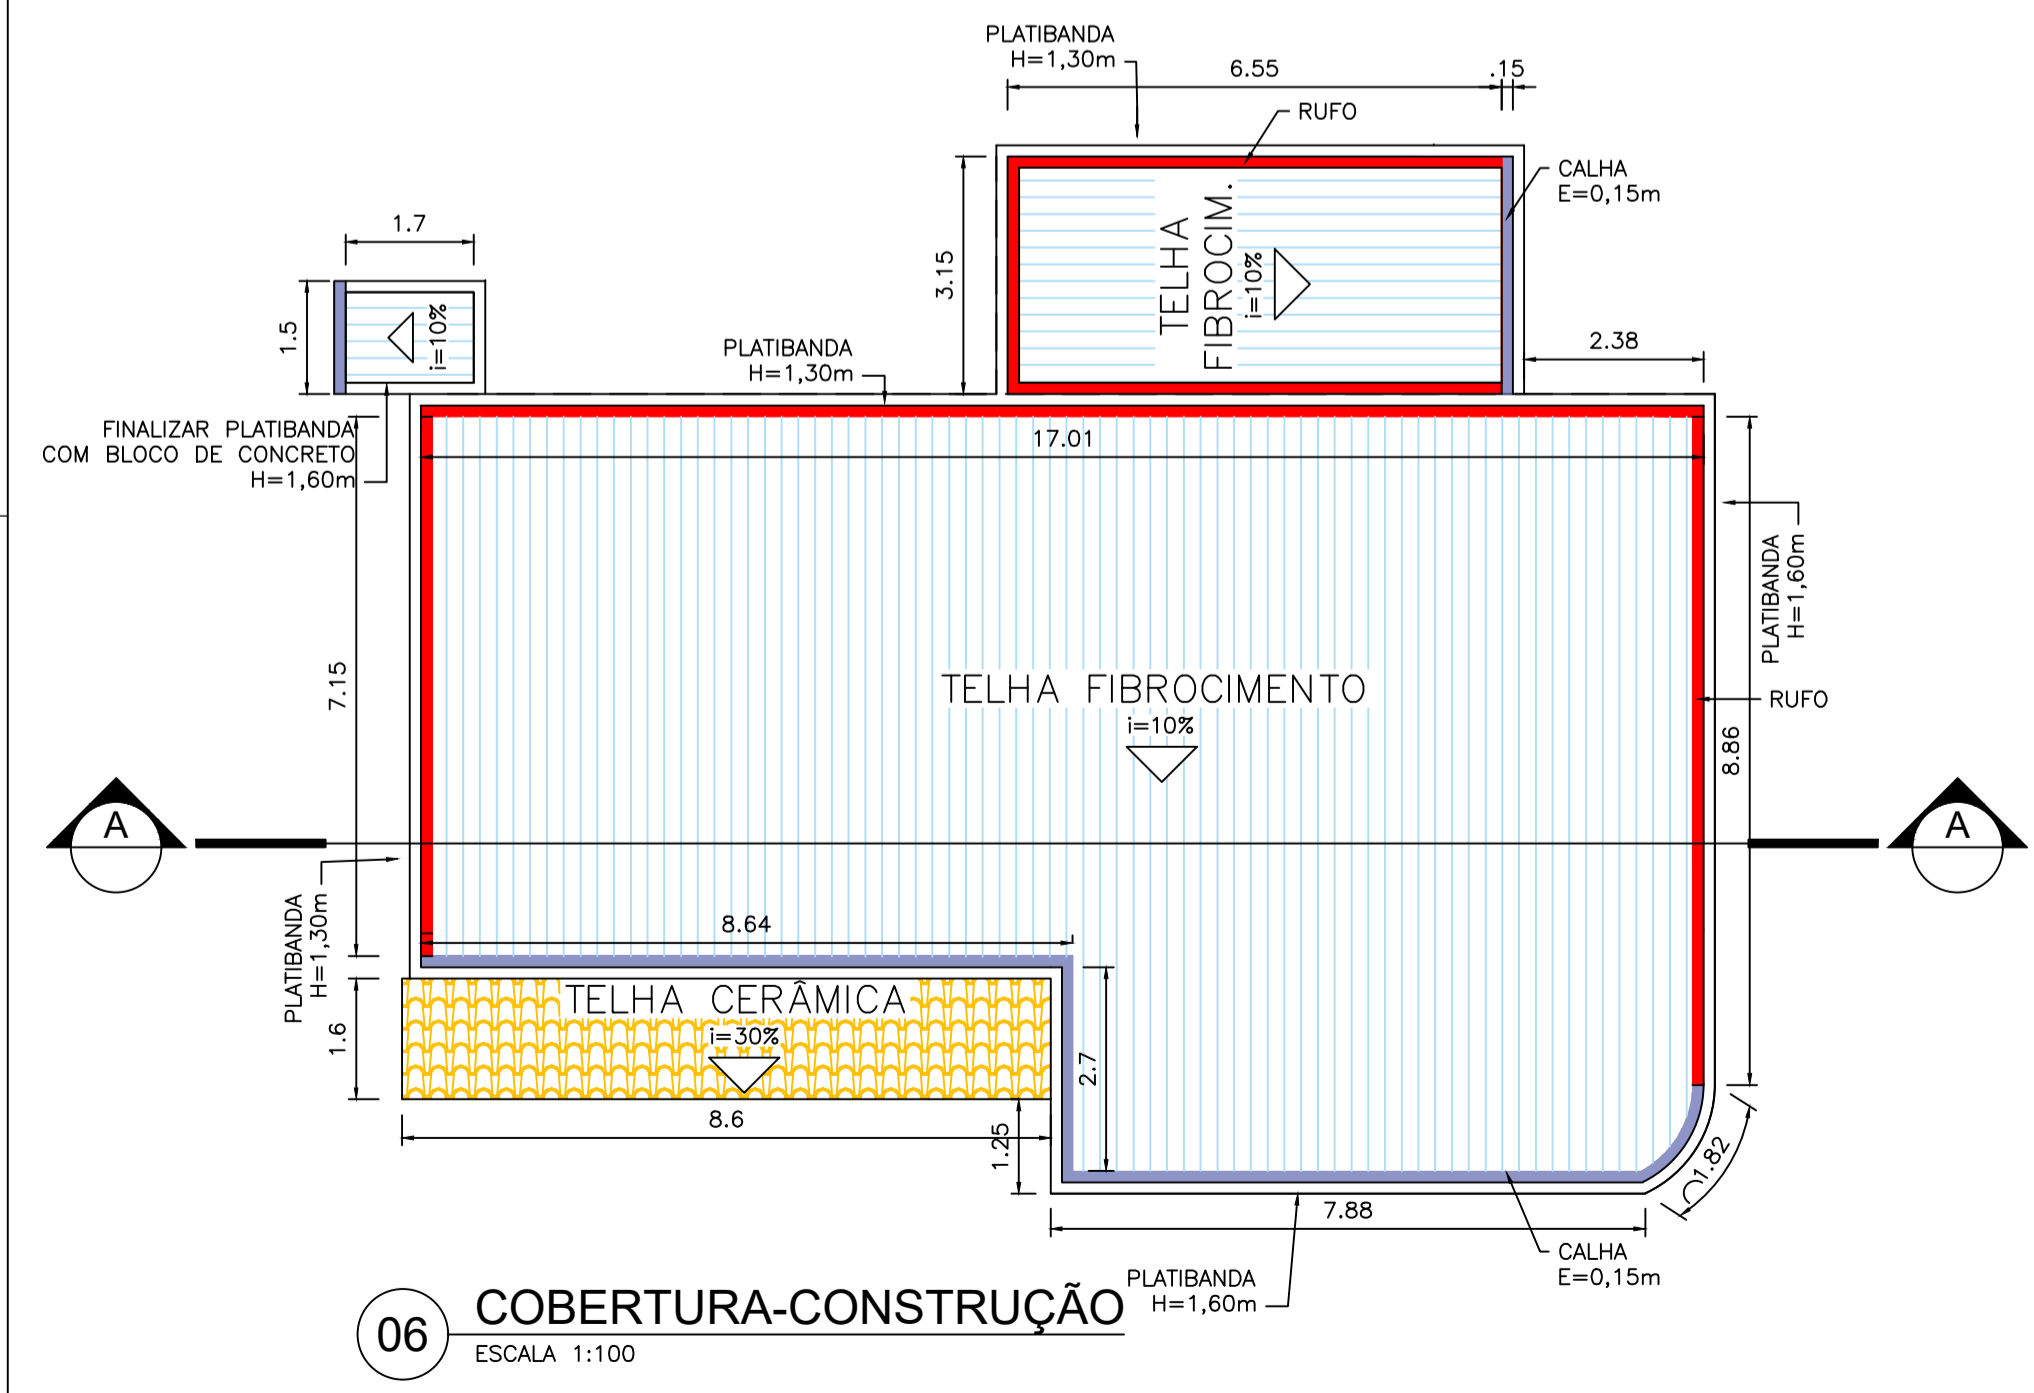 PLATIBANDA
H=1,30m
6.55
.15
RUFO
CALHA
E=0,15m
1.7
3.15
TELHA
FIBROCIM.
i=10%
1.5
i=10%
2.38
PLATIBANDA
H=1,30m
FINALIZAR PLATIBANDA
COM BLOCO DE CONCRETO
H=1,60m
17.01
PLATIBANDA
H=1,60m
7.15
TELHA FIBROCIMENTO
i=10%
RUFO
8.86
A
A
PLATIBANDA
H=1,30m
8.64
TELHA CERÂMICA
i=30%
1.6
2.7
8.6
1.25
1.82
7.88
CALHA
E=0,15m
PLATIBANDA
H=1,60m
06
COBERTURA-CONSTRUÇÃO
ESCALA 1:100